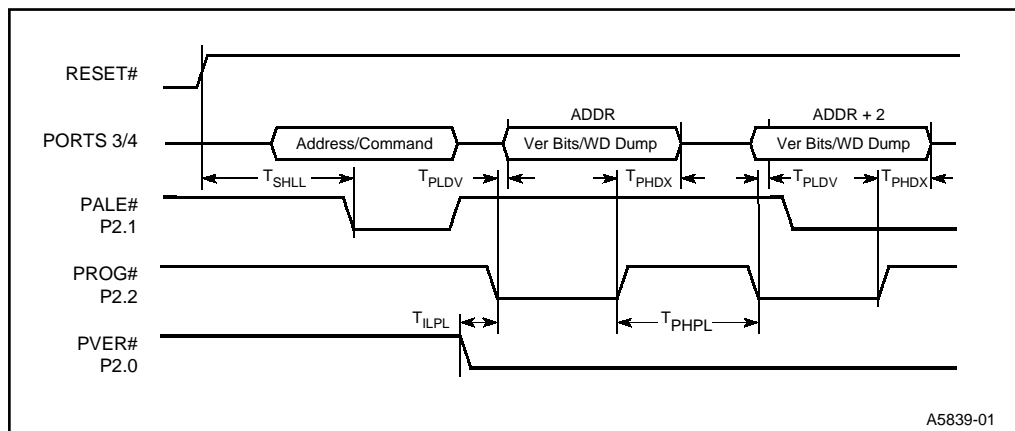 RESET#
ADDR
ADDR + 2
PORTS 3/4
Address/Command
Ver Bits/WD Dump
Ver Bits/WD Dump
TSHLL
TPLDV
TPHDX
TPLDV
TPHDX
PALE#
P2.1
PROG#
P2.2
TILPL
TPHPL
PVER#
P2.0
A5839-01